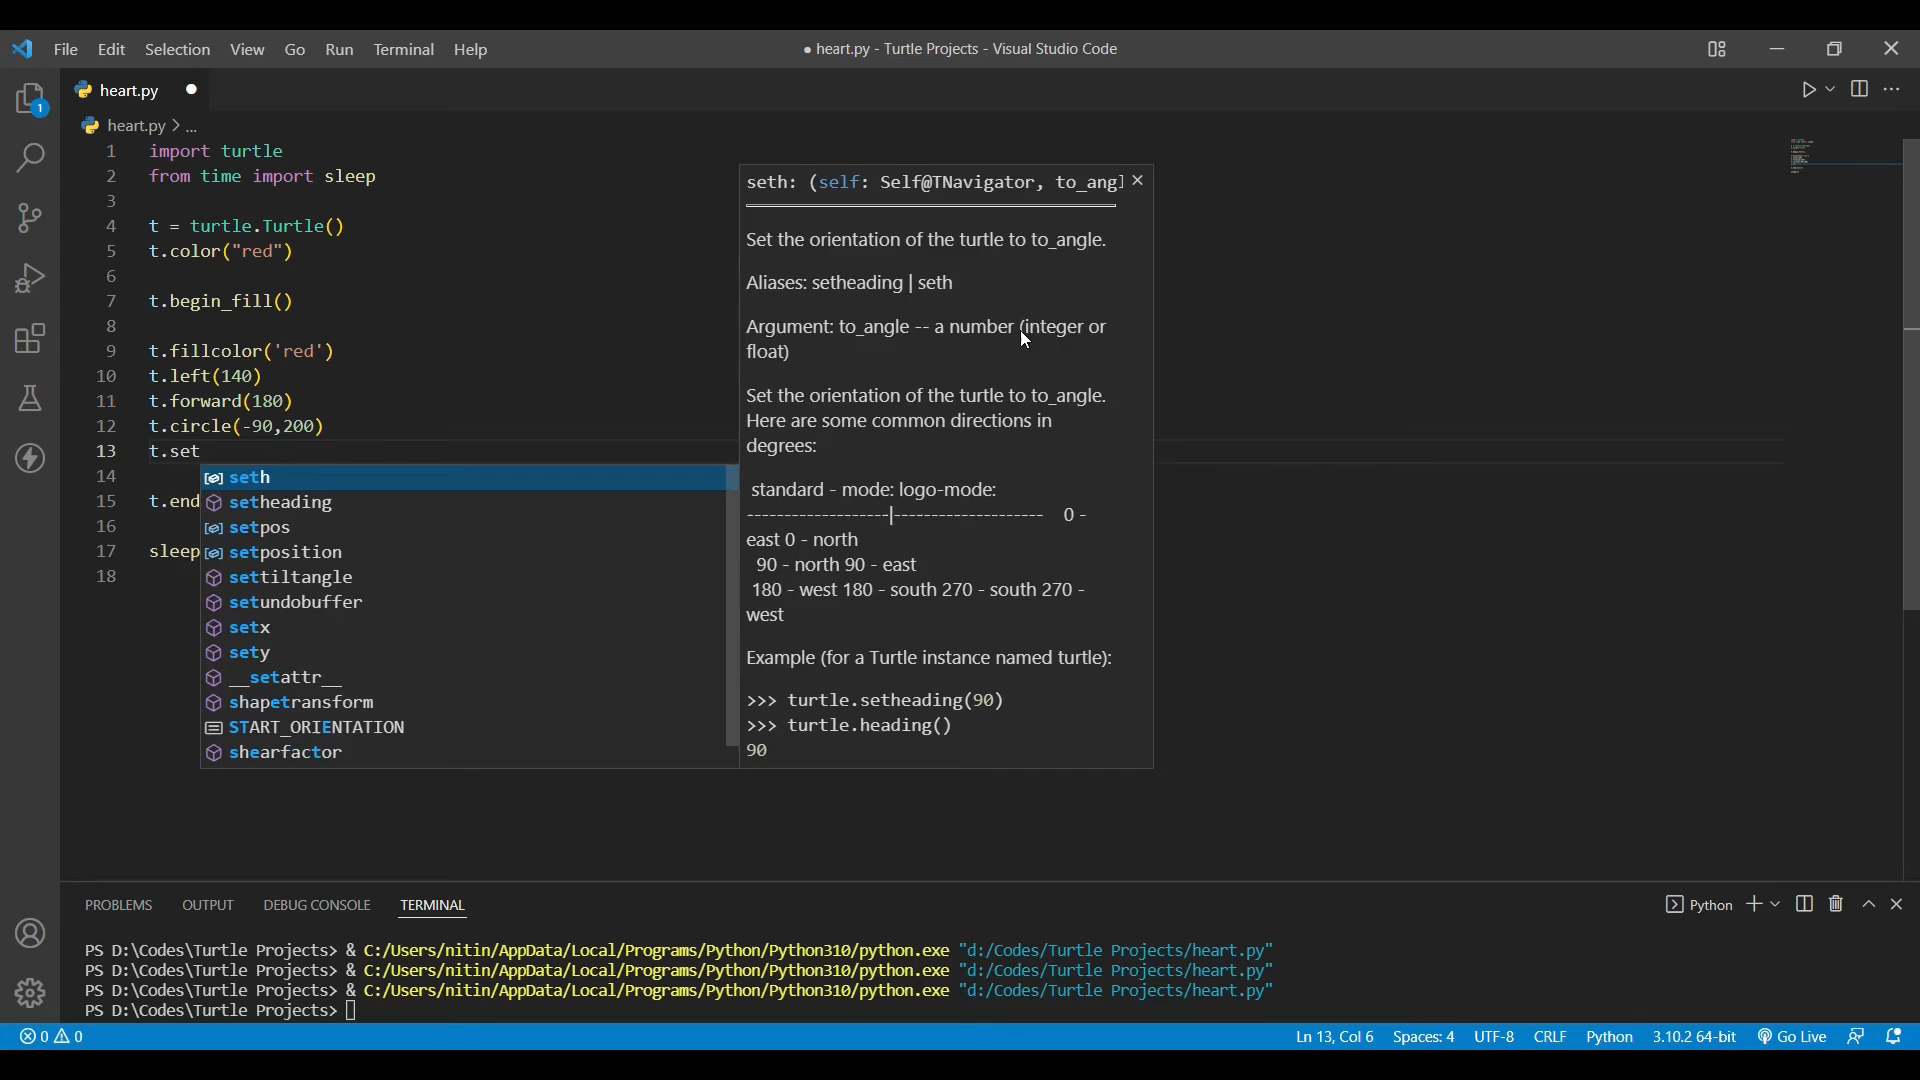 File Edit Selection View Go Run Terminal Help
● heart.py - Turtle Projects - Visual Studio Code
1
heart.py ●
heart.py > ...
1 import turtle
2 from time import sleep
3
4 t = turtle.Turtle()
5 t.color("red")
6
7 t.begin_fill()
8
9 t.fillcolor('red')
10 t.left(140)
11 t.forward(180)
12 t.circle(-90,200)
13 t.set
14
15 t.end
16
17 sleep
18
seth
setheading
setpos
setposition
settiltangle
setundobuffer
setx
sety
__setattr__
shapetransform
START_ORIENTATION
shearfactor
seth: (self: Self@TNavigator, to_ang
Set the orientation of the turtle to to_angle.
Aliases: setheading | seth
Argument: to_angle -- a number (integer or
float)
Set the orientation of the turtle to to_angle.
Here are some common directions in
degrees:
standard - mode: logo-mode:
-------------------|-------------------- 0 -
east 0 - north
90 - north 90 - east
180 - west 180 - south 270 - south 270 -
west
Example (for a Turtle instance named turtle):
>>> turtle.setheading(90)
>>> turtle.heading()
90
PROBLEMS OUTPUT DEBUG CONSOLE TERMINAL
Python
PS D:\Codes\Turtle Projects> & C:/Users/nitin/AppData/Local/Programs/Python/Python310/python.exe "d:/Codes/Turtle Projects/heart.py"
PS D:\Codes\Turtle Projects> & C:/Users/nitin/AppData/Local/Programs/Python/Python310/python.exe "d:/Codes/Turtle Projects/heart.py"
PS D:\Codes\Turtle Projects> & C:/Users/nitin/AppData/Local/Programs/Python/Python310/python.exe "d:/Codes/Turtle Projects/heart.py"
PS D:\Codes\Turtle Projects>
0 0
Ln 13, Col 6 Spaces: 4 UTF-8 CRLF Python 3.10.2 64-bit Go Live